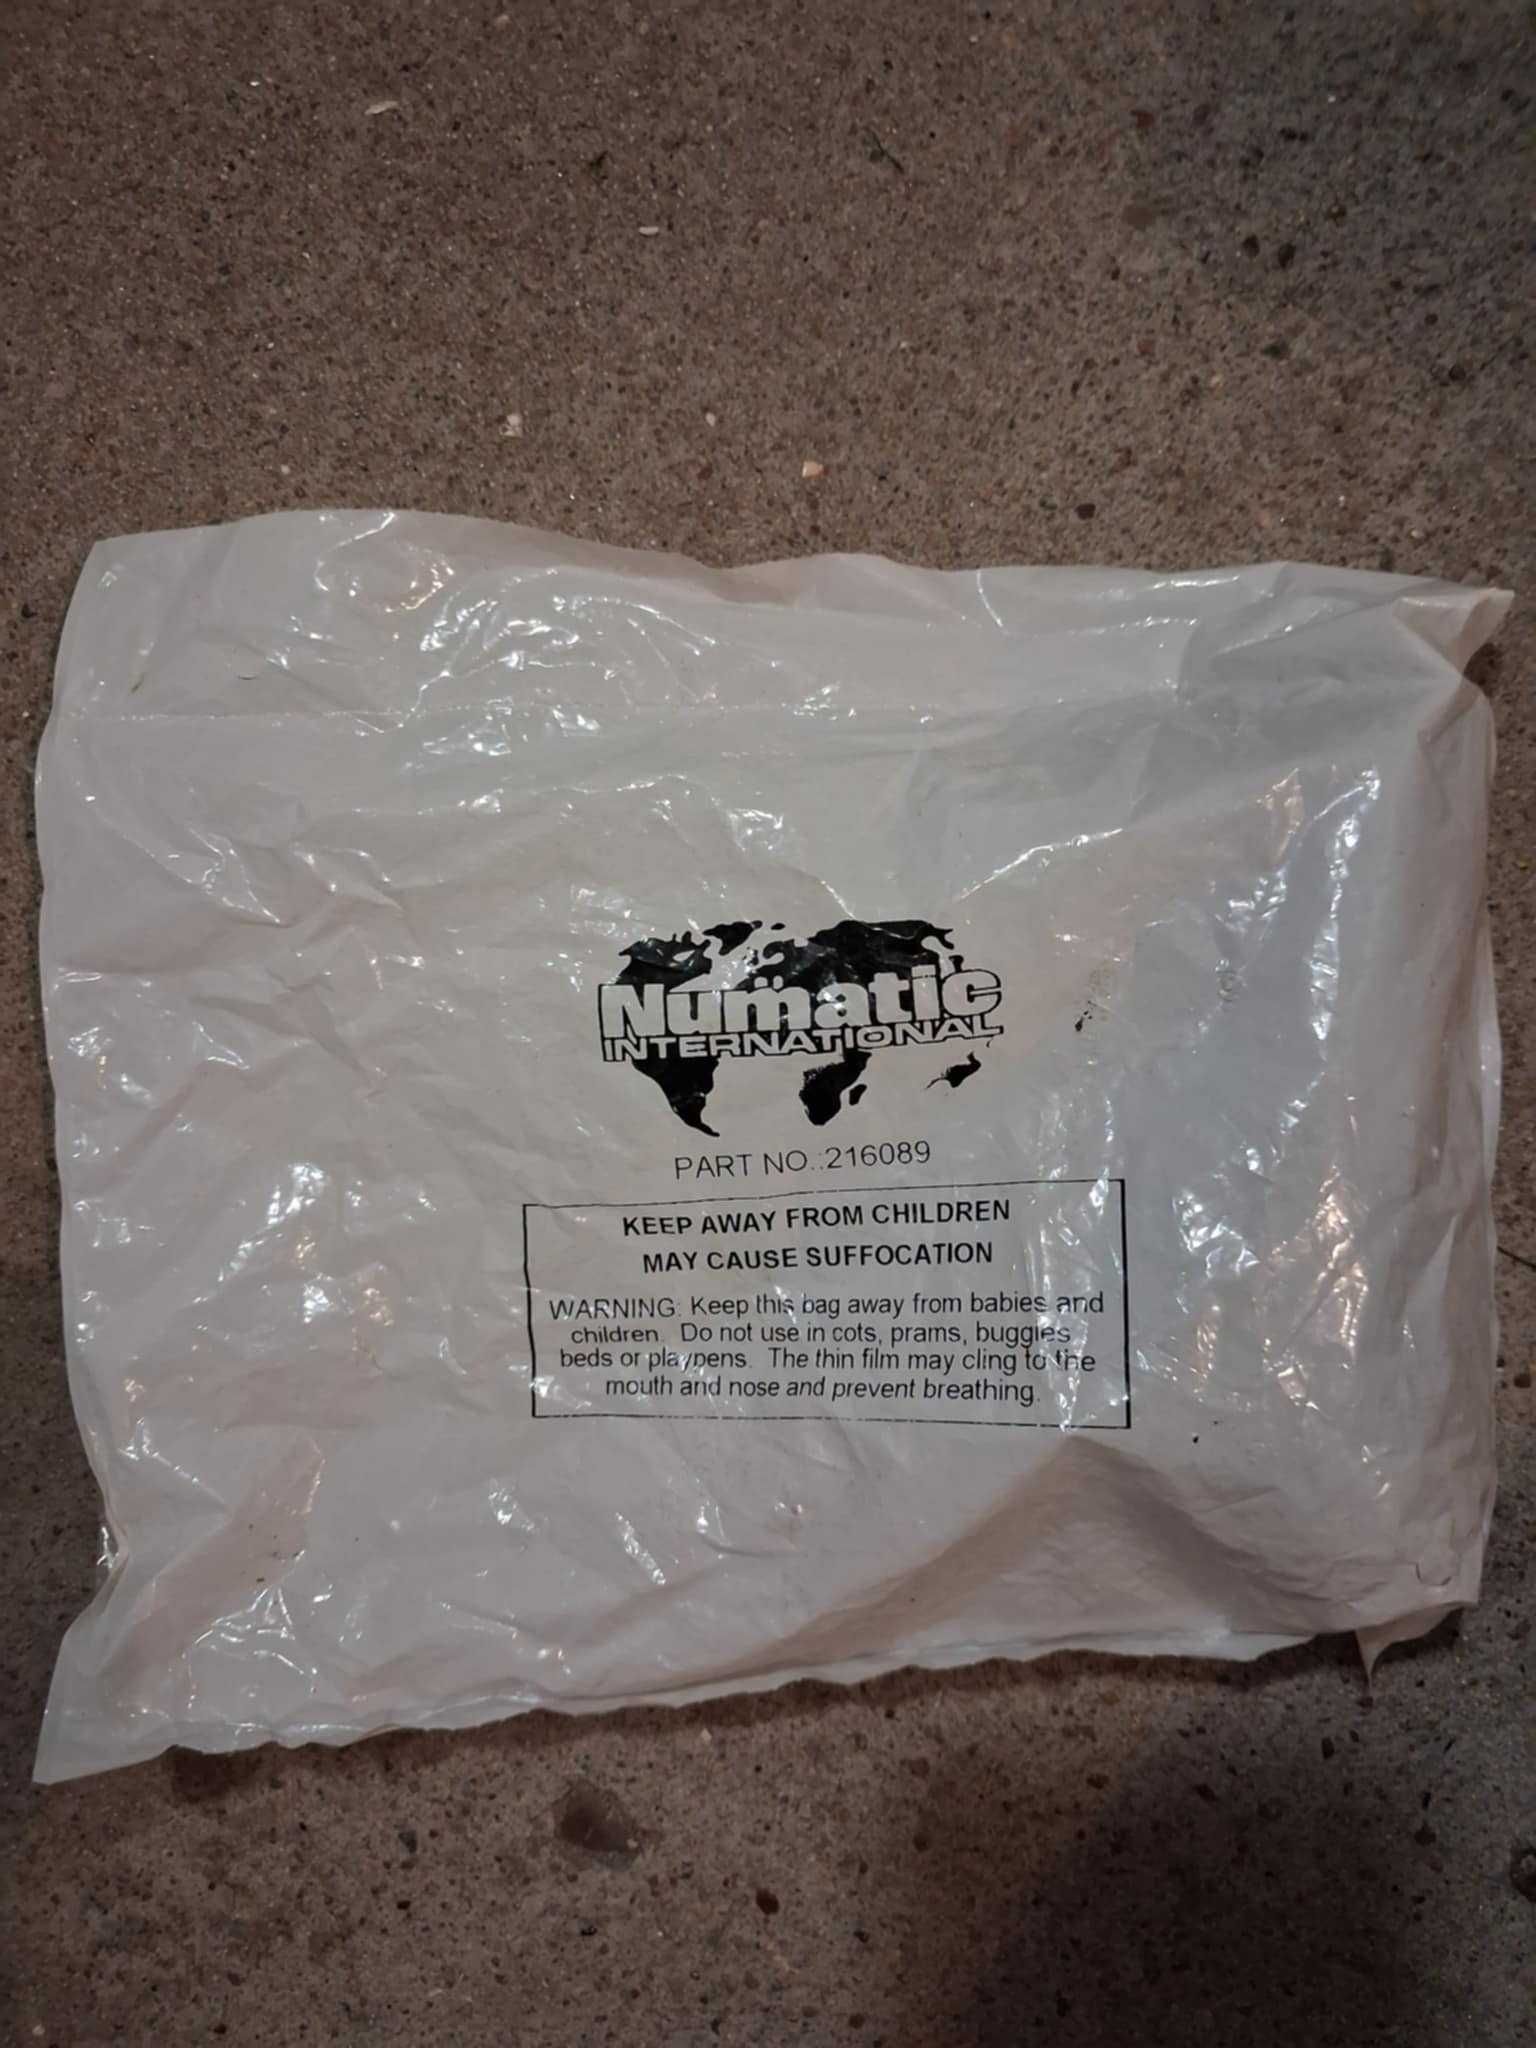 Numatic
INTERNATIONAL
PART NO.:216089
KEEP AWAY FROM CHILDREN
MAY CAUSE SUFFOCATION
WARNING: Keep this bag away from babies and
children. Do not use in cots, prams, buggies
beds or playpens. The thin film may cling to the
mouth and nose and prevent breathing.